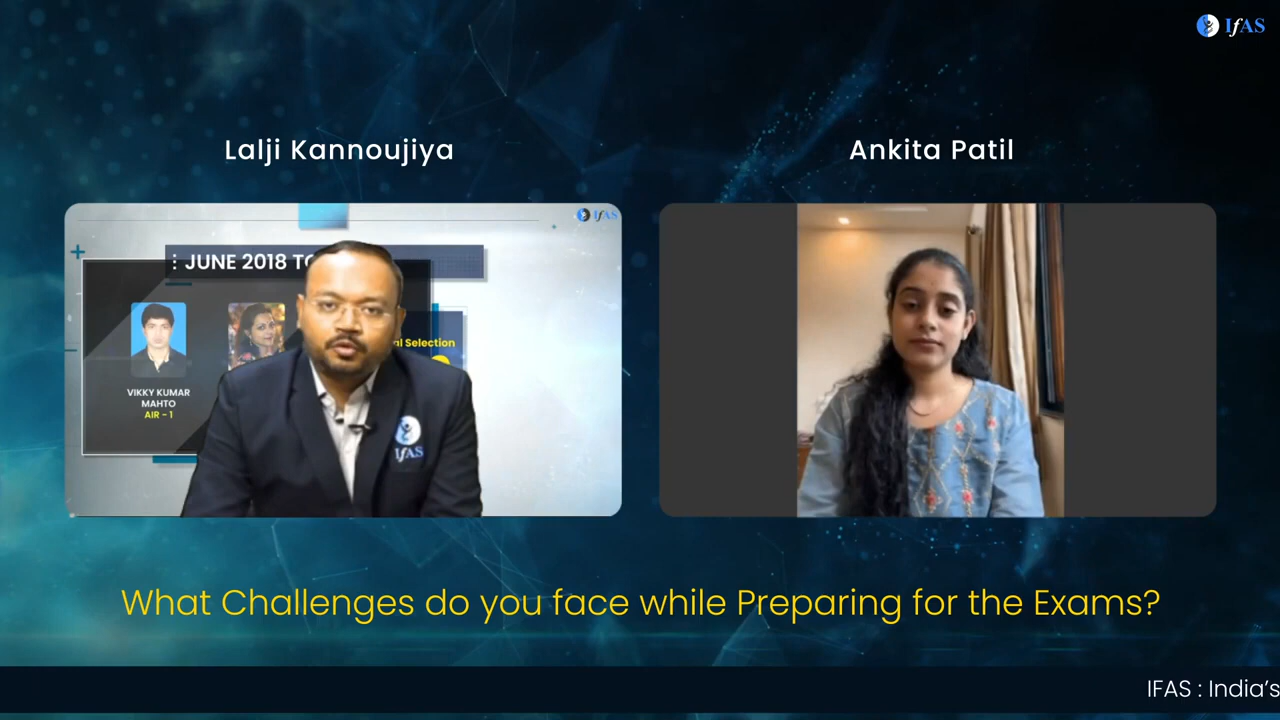 IfAS
Lalji Kannoujiya
Ankita Patil
IfAS
JUNE 2018
al Selection
VIKKY KUMAR
MAHTO
AIR - 1
IfAS
What Challenges do you face while Preparing for the Exams?
IFAS : India's